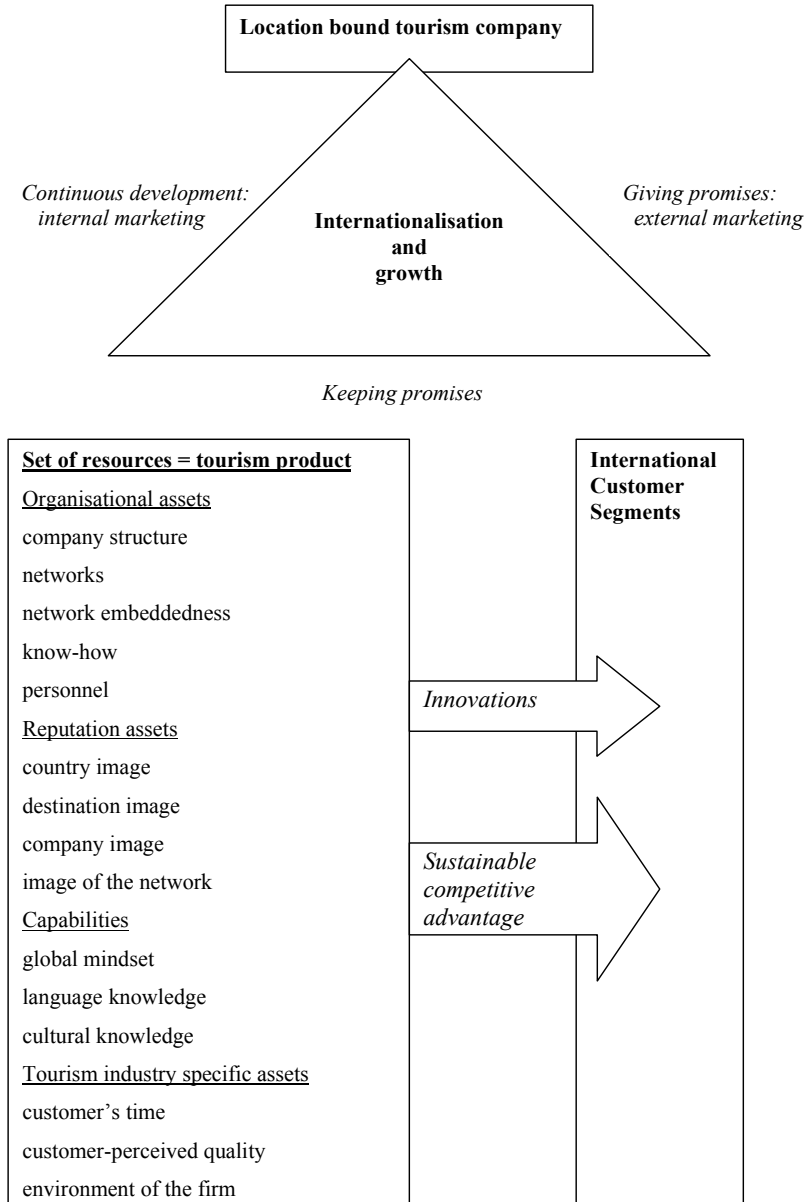 Location bound tourism company
Continuous development:
internal marketing
Giving promises:
external marketing
Internationalisation
and
growth
Keeping promises
Set of resources = tourism product
Organisational assets
company structure
networks
network embeddedness
know-how
personnel
Reputation assets
country image
destination image
company image
image of the network
Capabilities
global mindset
language knowledge
cultural knowledge
Tourism industry specific assets
customer’s time
customer-perceived quality
environment of the firm
Innovations
Sustainable
competitive
advantage
International
Customer
Segments